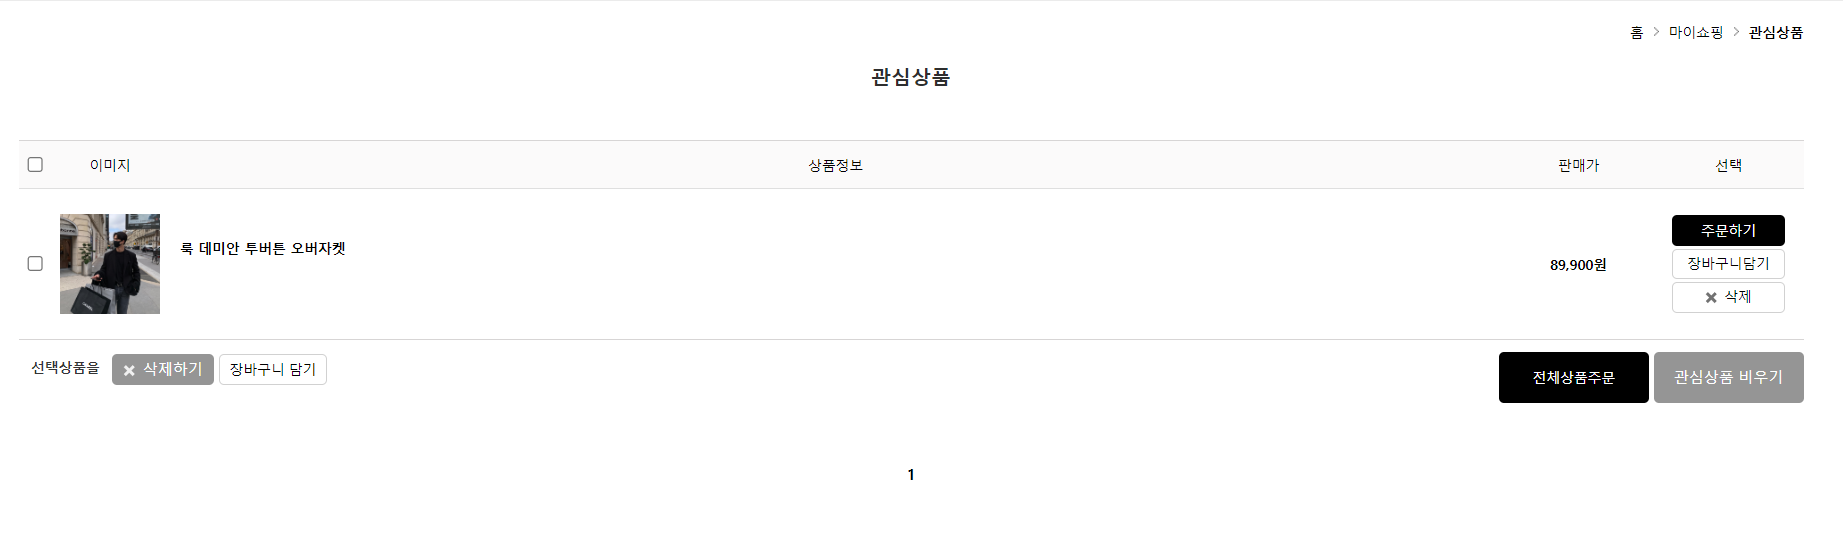 홈 > 마이쇼핑 > 관심상품
관심상품
이미지 상품정보 판매가 선택
룩 데미안 투버튼 오버자켓
89,900원
주문하기
장바구니담기
삭제
선택상품을 삭제하기 장바구니 담기
전체상품주문 관심상품 비우기
1